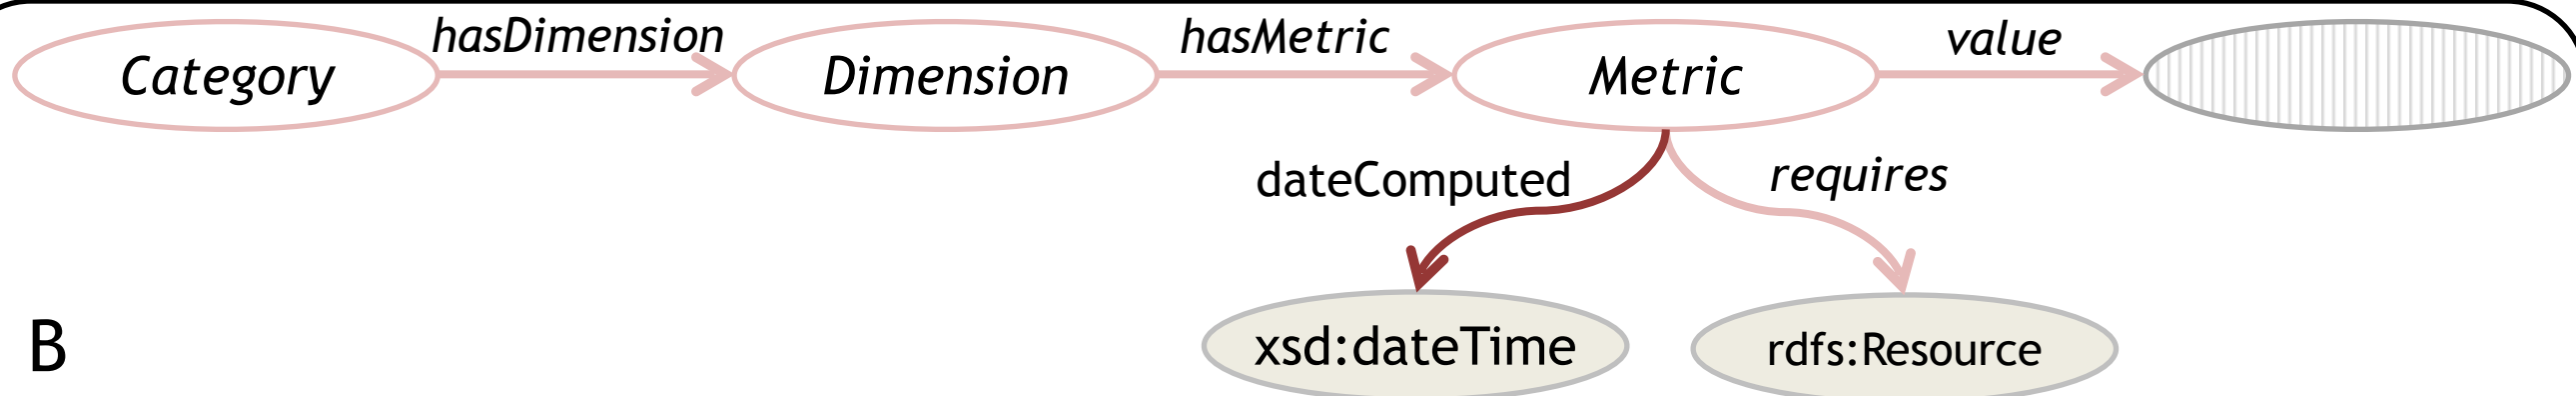 hasDimension
hasMetric
value
Category
Dimension
Metric
dateComputed
requires
B
xsd:dateTime
rdfs:Resource